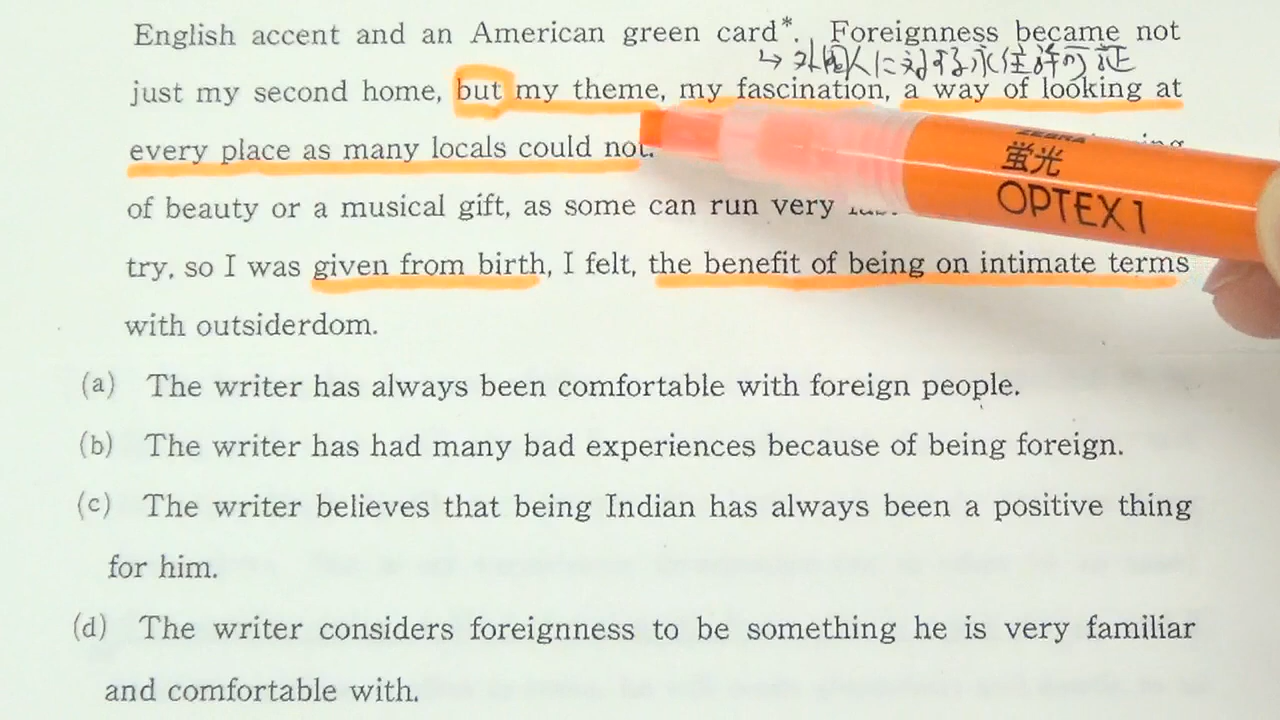 English accent and an American green card*. Foreignness became not
↳ 外国人に対する永住許可証
just my second home, but my theme, my fascination, a way of looking at
every place as many locals could not.
ZEBRA
蛍光
OPTEX 1
of beauty or a musical gift, as some can run very
try, so I was given from birth, I felt, the benefit of being on intimate terms
with outsiderdom.
(a) The writer has always been comfortable with foreign people.
(b) The writer has had many bad experiences because of being foreign.
(c) The writer believes that being Indian has always been a positive thing
for him.
(d) The writer considers foreignness to be something he is very familiar
and comfortable with.